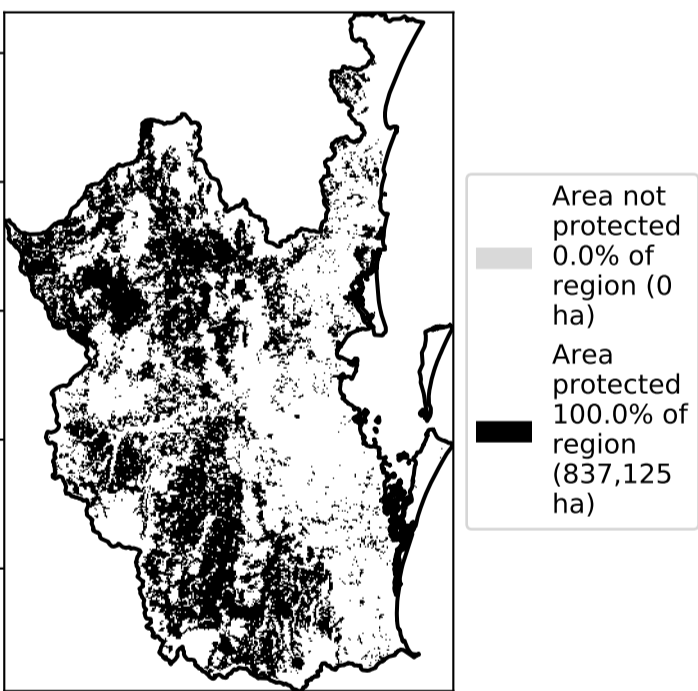 Area not
protected
0.0% of
region (0
ha)
Area
protected
100.0% of
region
(837,125
ha)